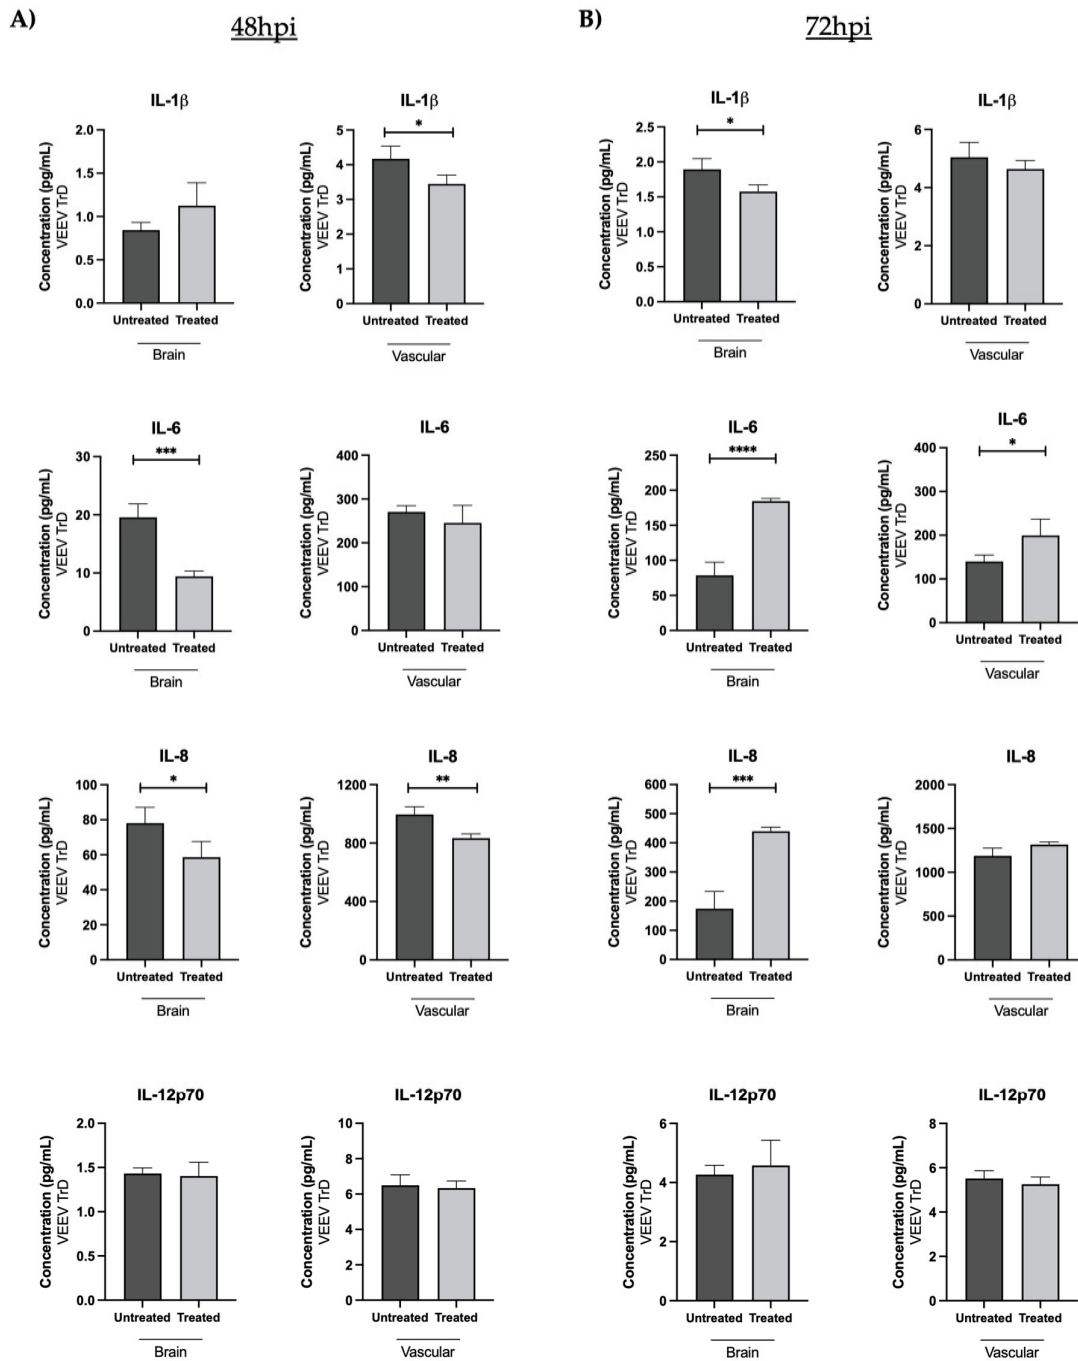 A)
48hpi
B)
72hpi
IL-1β
2.0
1.5
1.0
0.5
0.0
Concentration (pg/mL)
VEEV TrD
Untreated Treated
Brain
IL-1β
*
5
4
3
2
1
0
Concentration (pg/mL)
VEEV TrD
Untreated Treated
Vascular
IL-1β
*
2.5
2.0
1.5
1.0
0.5
0.0
Concentration (pg/mL)
VEEV TrD
Untreated Treated
Brain
IL-1β
6
4
2
0
Concentration (pg/mL)
VEEV TrD
Untreated Treated
Vascular
IL-6
***
30
20
10
0
Concentration (pg/mL)
VEEV TrD
Untreated Treated
Brain
IL-6
400
300
200
100
0
Concentration (pg/mL)
VEEV TrD
Untreated Treated
Vascular
IL-6
****
250
200
150
100
50
0
Concentration (pg/mL)
VEEV TrD
Untreated Treated
Brain
IL-6
*
400
300
200
100
0
Concentration (pg/mL)
VEEV TrD
Untreated Treated
Vascular
IL-8
*
100
80
60
40
20
0
Concentration (pg/mL)
VEEV TrD
Untreated Treated
Brain
IL-8
**
1200
800
400
0
Concentration (pg/mL)
VEEV TrD
Untreated Treated
Vascular
IL-8
***
600
500
400
300
200
100
0
Concentration (pg/mL)
VEEV TrD
Untreated Treated
Brain
IL-8
2000
1500
1000
500
0
Concentration (pg/mL)
VEEV TrD
Untreated Treated
Vascular
IL-12p70
2.0
1.5
1.0
0.5
0.0
Concentration (pg/mL)
VEEV TrD
Untreated Treated
Brain
IL-12p70
10
8
6
4
2
0
Concentration (pg/mL)
VEEV TrD
Untreated Treated
Vascular
IL-12p70
6
4
2
0
Concentration (pg/mL)
VEEV TrD
Untreated Treated
Brain
IL-12p70
8
6
4
2
0
Concentration (pg/mL)
VEEV TrD
Untreated Treated
Vascular